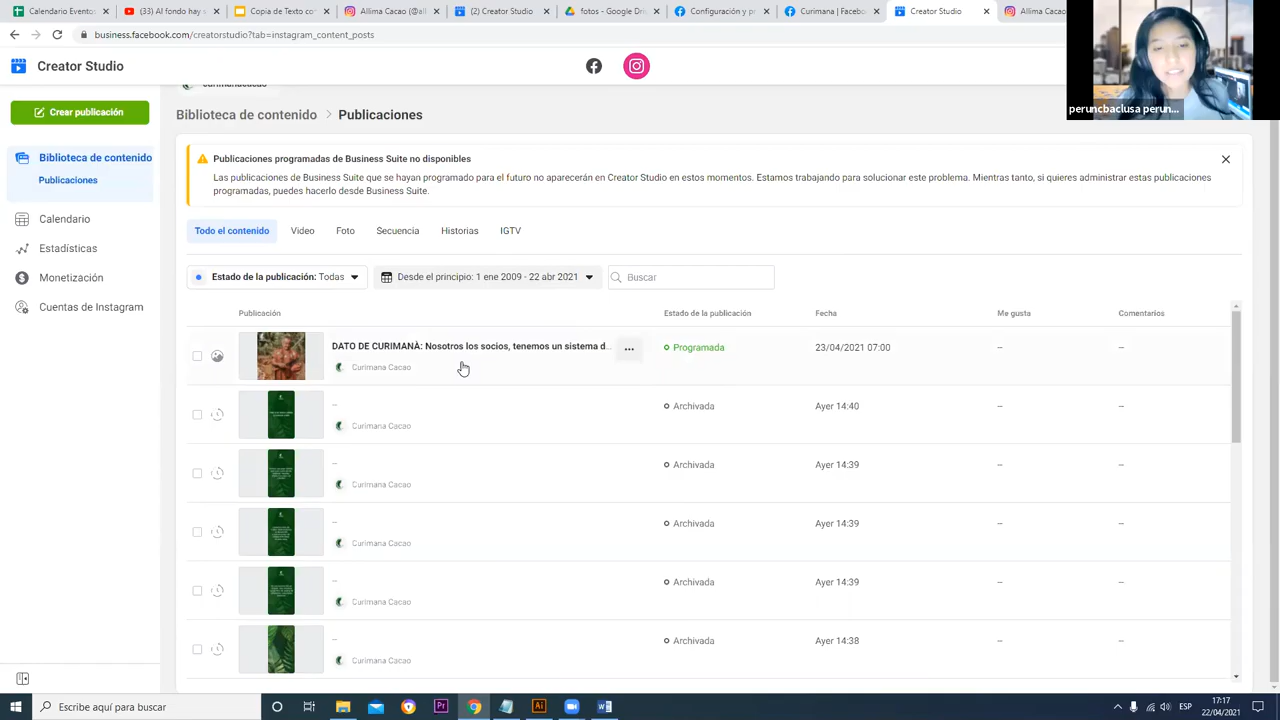 Calendario Eventos
(33) AI fondo hay s
Copia de Texto co
Allima Cacao (@all
(2) Creator Studio
fotos - Google Dri
Configuración y p
Curimana | Faceb
Creator Studio
Allima Cacao
business.facebook.com/creatorstudio?tab=instagram_content_posts
Creator Studio
curimanacacao
peruncbaclusa perun...
Crear publicación
Biblioteca de contenido
Publicaciones
Calendario
Estadísticas
Monetización
Cuentas de Instagram
Biblioteca de contenido > Publicaciones
Publicaciones programadas de Business Suite no disponibles
Las publicaciones de Business Suite que se hayan programado para el futuro no aparecerán en Creator Studio en estos momentos. Estamos trabajando para solucionar este problema. Mientras tanto, si quieres administrar estas publicaciones
programadas, puedes hacerlo desde Business Suite.
Todo el contenido Video Foto Secuencia Historias IGTV
Estado de la publicación: Todas Desde el principio: 1 ene 2009 - 22 abr 2021 Buscar
Publicación Estado de la publicación Fecha Me gusta Comentarios
DATO DE CURIMANÀ: Nosotros los socios, tenemos un sistema d... ... Programada 23/04/2021 07:00 -- --
Curimana Cacao
-- Archivada Ayer 14:40 -- --
Curimana Cacao
-- Archivada Ayer 14:39 -- --
Curimana Cacao
-- Archivada Ayer 14:39 -- --
Curimana Cacao
-- Archivada Ayer 14:39 -- --
Curimana Cacao
-- Archivada Ayer 14:38 -- --
Curimana Cacao
Escribe aquí para buscar
ESP
17:17
22/04/2021